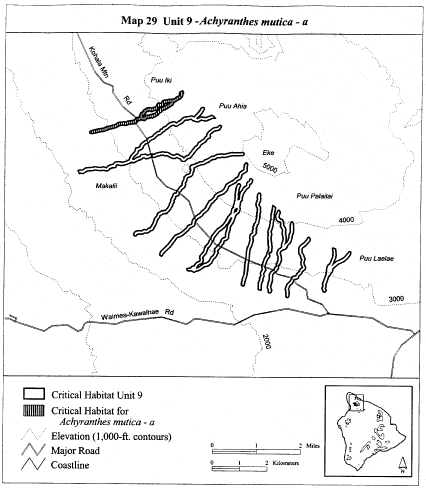 Map 29 Unit 9 - Achyranthes mutica - a
Kohala Mtn
Rd
Puu Iki
Puu Ahia
Eke
5000
Makalii
Puu Palailai
4000
Puu Laelae
3000
Waimea-Kawaihae Rd
2000
Critical Habitat Unit 9
Critical Habitat for
Achyranthes mutica - a
Elevation (1,000-ft. contours)
Major Road
Coastline
0 1 2 Miles
0 1 2 Kilometers
N